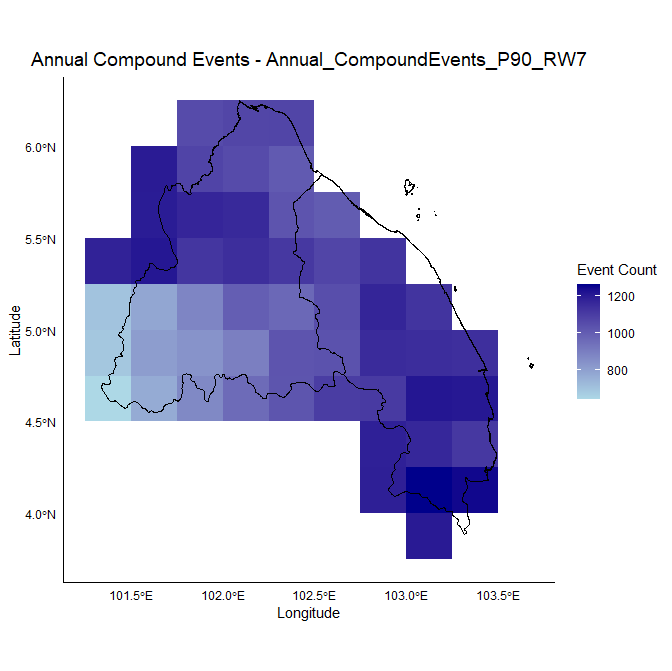 Annual Compound Events - Annual_CompoundEvents_P90_RW7
6.0°N
5.5°N
5.0°N
4.5°N
4.0°N
Latitude
101.5°E 102.0°E 102.5°E 103.0°E 103.5°E
Longitude
Event Count
1200
1000
800